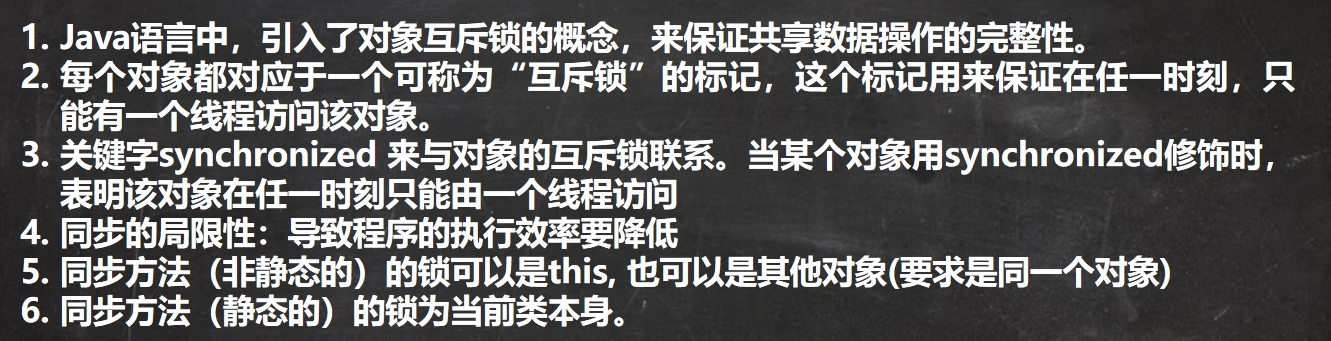 1. Java语言中，引入了对象互斥锁的概念，来保证共享数据操作的完整性。
2. 每个对象都对应于一个可称为“互斥锁”的标记，这个标记用来保证在任一时刻，只
能有一个线程访问该对象。
3. 关键字synchronized 来与对象的互斥锁联系。当某个对象用synchronized修饰时，
表明该对象在任一时刻只能由一个线程访问
4. 同步的局限性：导致程序的执行效率要降低
5. 同步方法（非静态的）的锁可以是this, 也可以是其他对象(要求是同一个对象)
6. 同步方法（静态的）的锁为当前类本身。